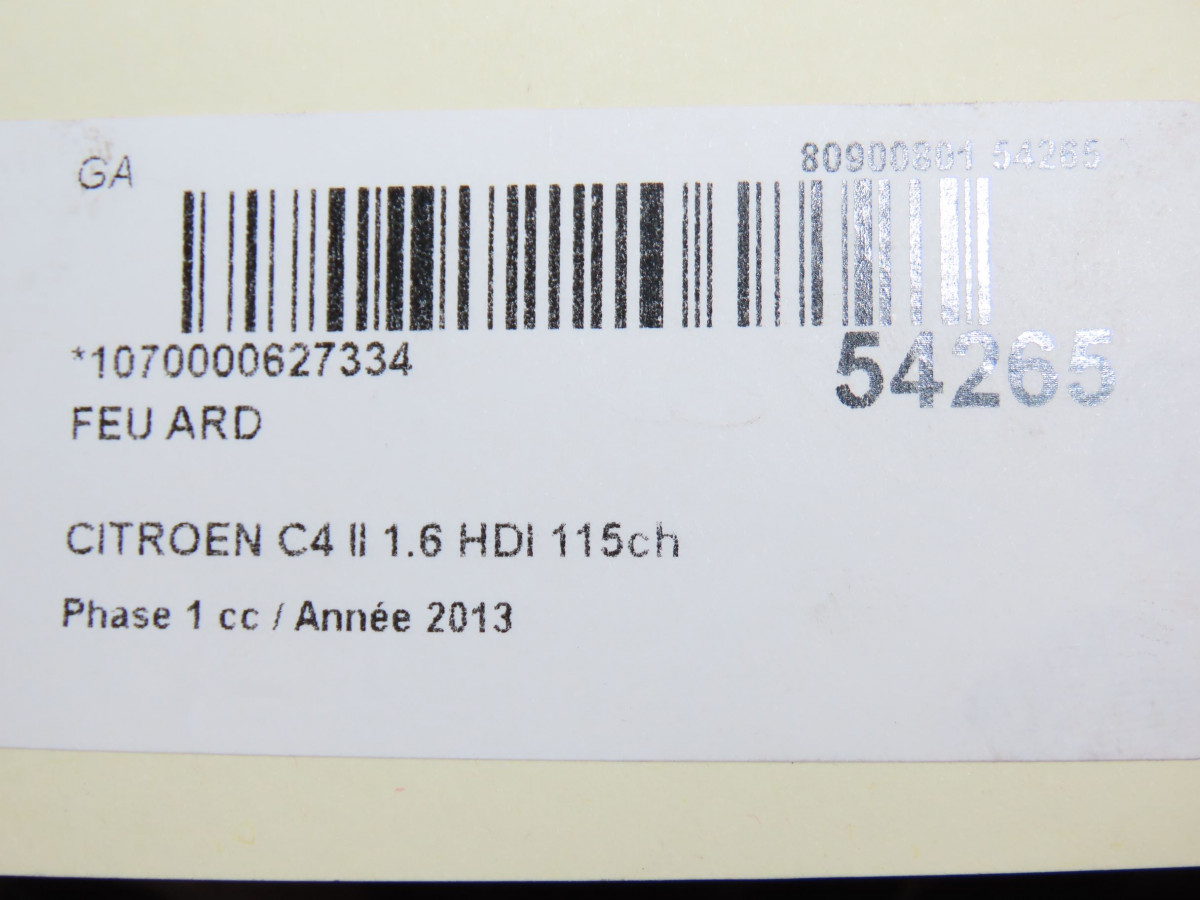 GA
80900801 54265
*1070000627334
54265
FEU ARD
CITROEN C4 II 1.6 HDI 115ch
Phase 1 cc / Année 2013